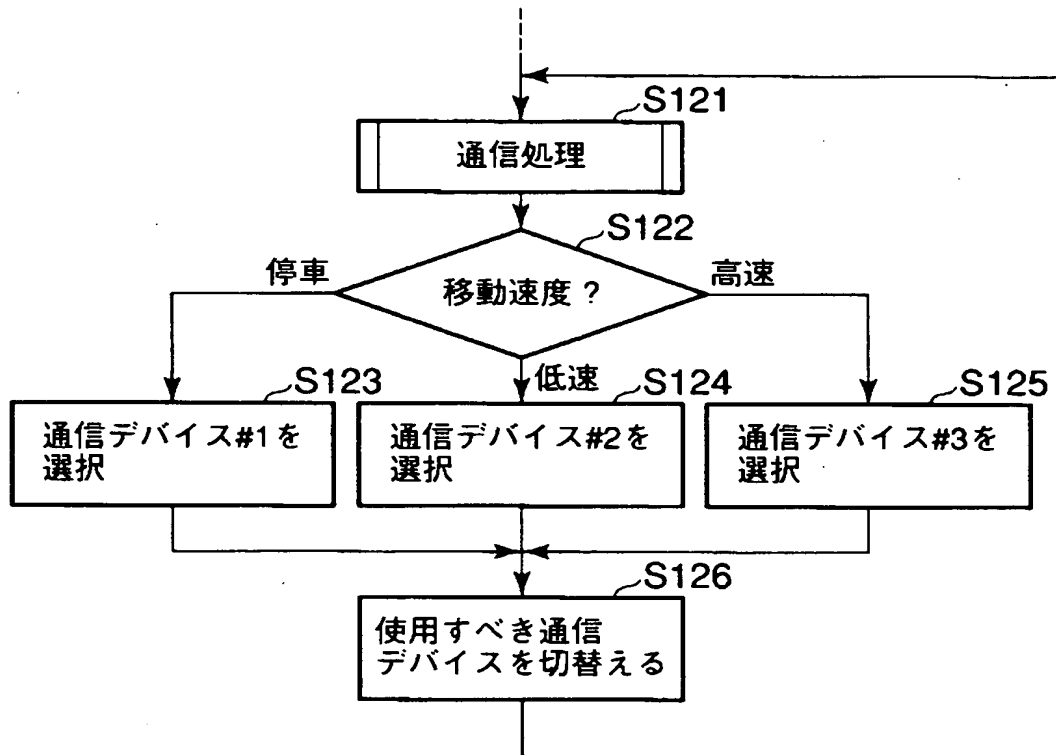 S121
通信処理
S122
停車
移動速度?
高速
低速
S123
通信デバイス#1を
選択
S124
通信デバイス#2を
選択
S125
通信デバイス#3を
選択
S126
使用すべき通信
デバイスを切替える